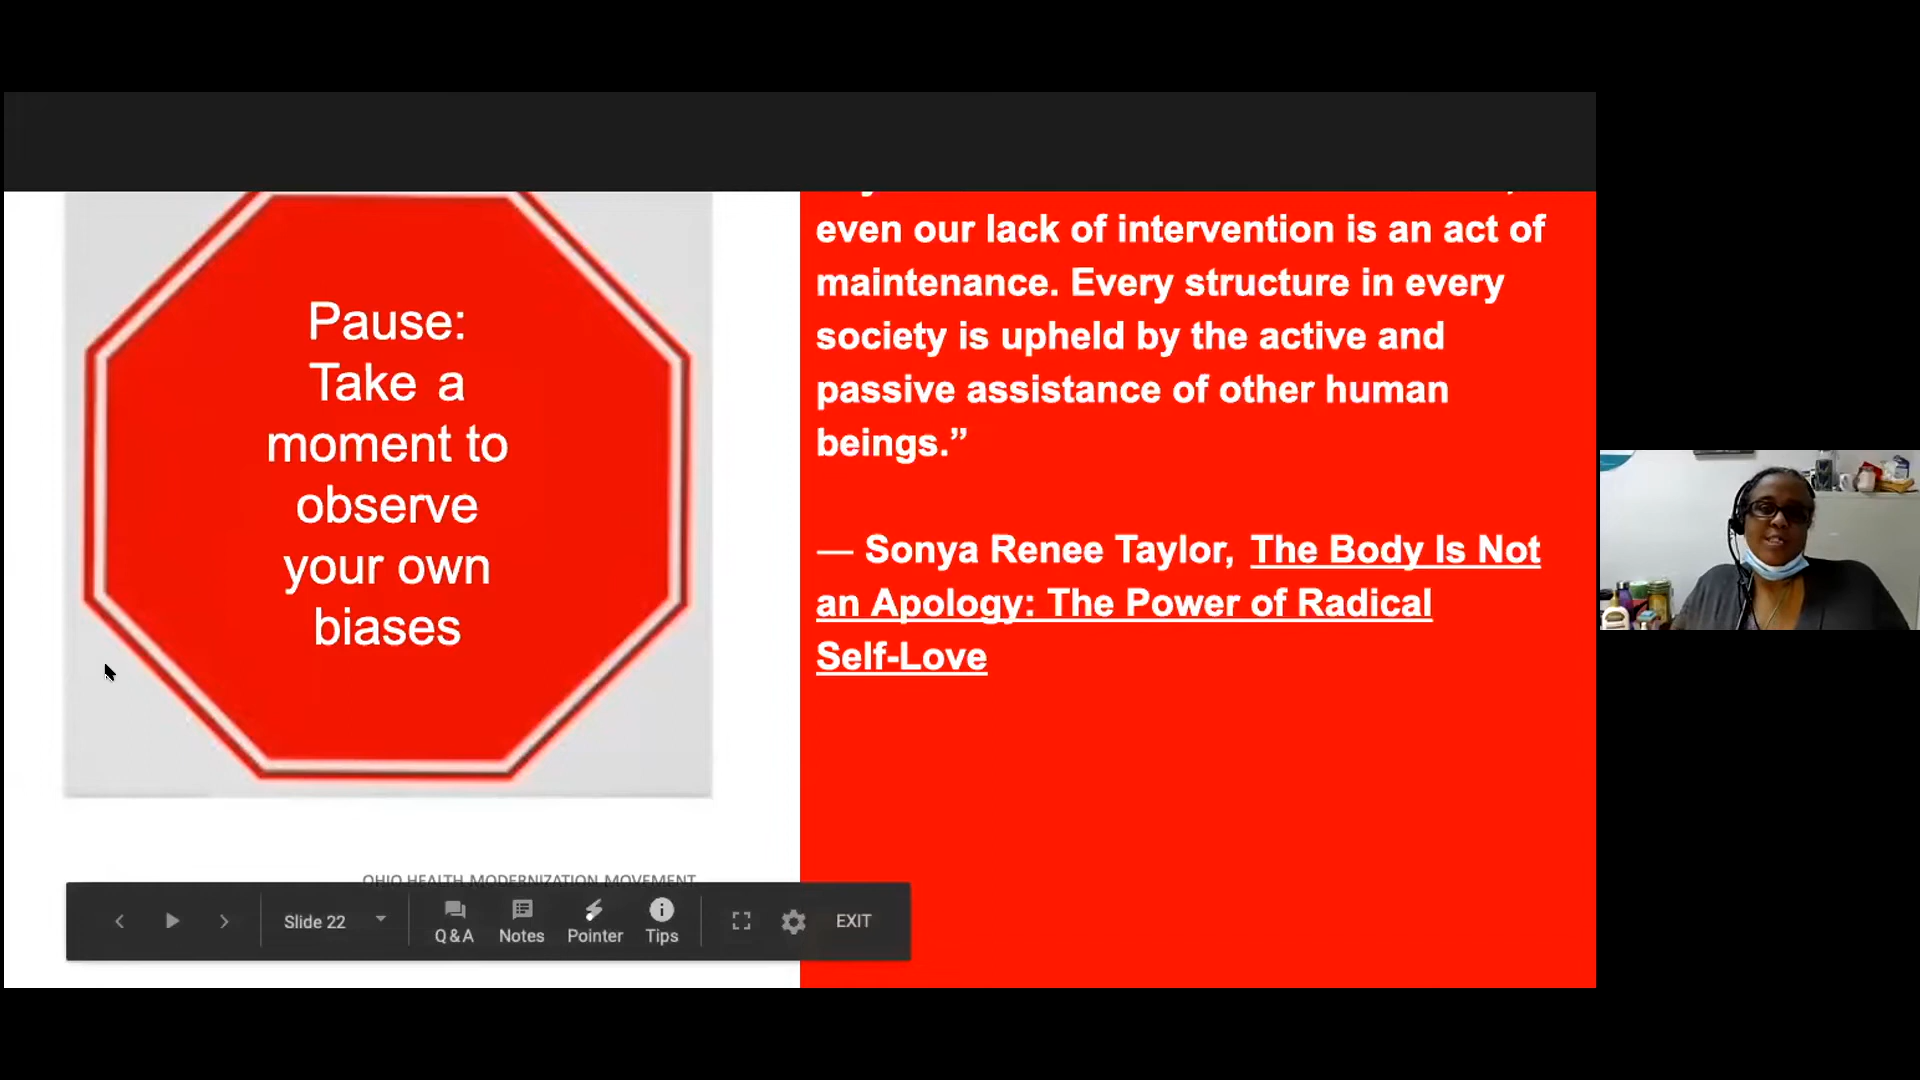 Pause:
Take a
moment to
observe
your own
biases
even our lack of intervention is an act of
maintenance. Every structure in every
society is upheld by the active and
passive assistance of other human
beings.”
— Sonya Renee Taylor, The Body Is Not
an Apology: The Power of Radical
Self-Love
OHIO HEALTH MODERNIZATION MOVEMENT
Slide 22
Q&A
Notes
Pointer
Tips
EXIT